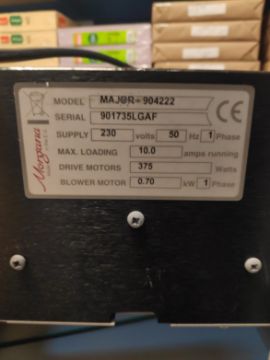 Morgana
MODEL MAJOR- 904222
SERIAL 901735LGAF
SUPPLY 230 volts 50 Hz 1 Phase
MAX. LOADING 10.0 amps running
DRIVE MOTORS 375 Watts
BLOWER MOTOR 0.70 kW 1 Phase
CE